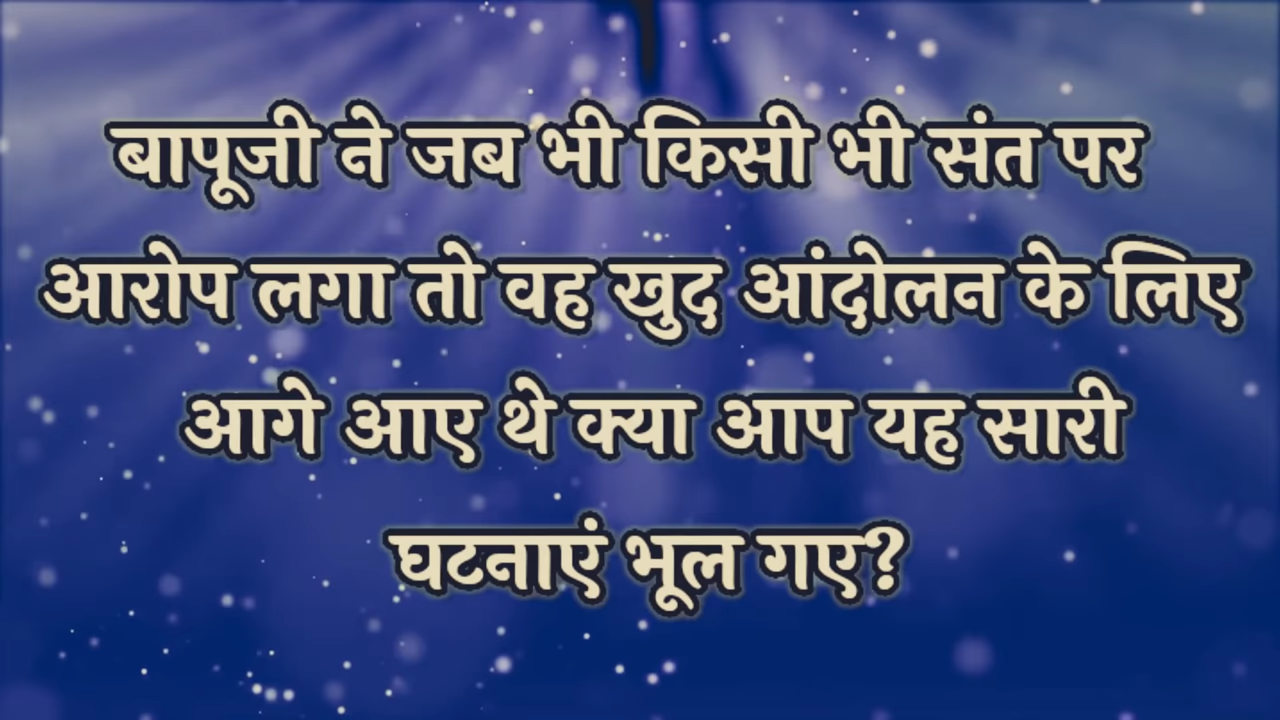 बापूजी ने जब भी किसी भी संत पर
आरोप लगा तो वह खुद आंदोलन के लिए
आगे आए थे क्या आप यह सारी
घटनाएं भूल गए?